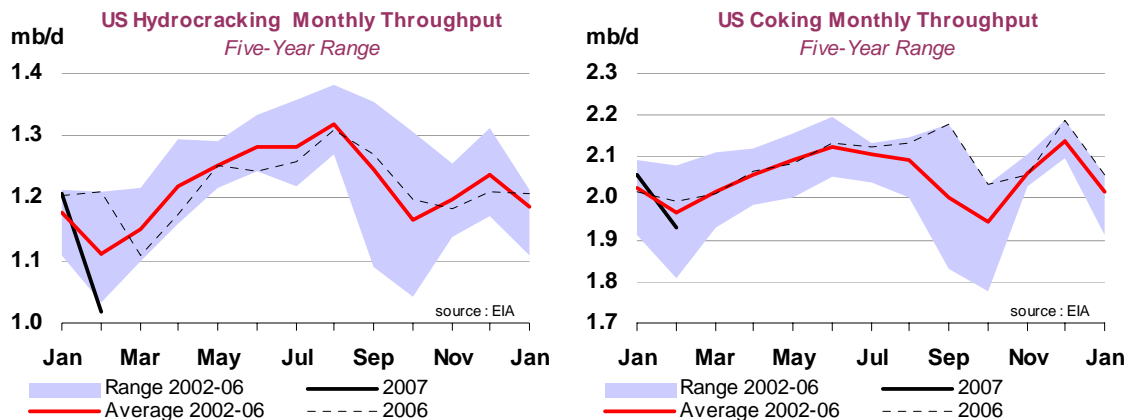 US Hydrocracking Monthly Throughput
Five-Year Range
mb/d
1.4
1.3
1.2
1.1
1.0
source : EIA
Jan Mar May Jul Sep Nov Jan
Range 2002-06 2007
Average 2002-06 2006
US Coking Monthly Throughput
Five-Year Range
mb/d
2.3
2.2
2.1
2.0
1.9
1.8
1.7
source : EIA
Jan Mar May Jul Sep Nov Jan
Range 2002-06 2007
Average 2002-06 2006